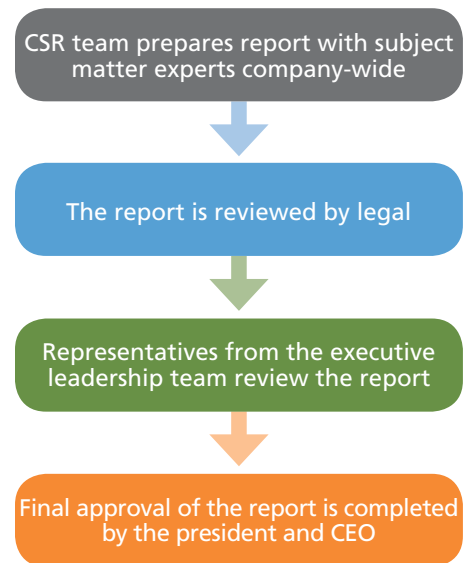 CSR team prepares report with subject
matter experts company-wide
The report is reviewed by legal
Representatives from the executive
leadership team review the report
Final approval of the report is completed
by the president and CEO